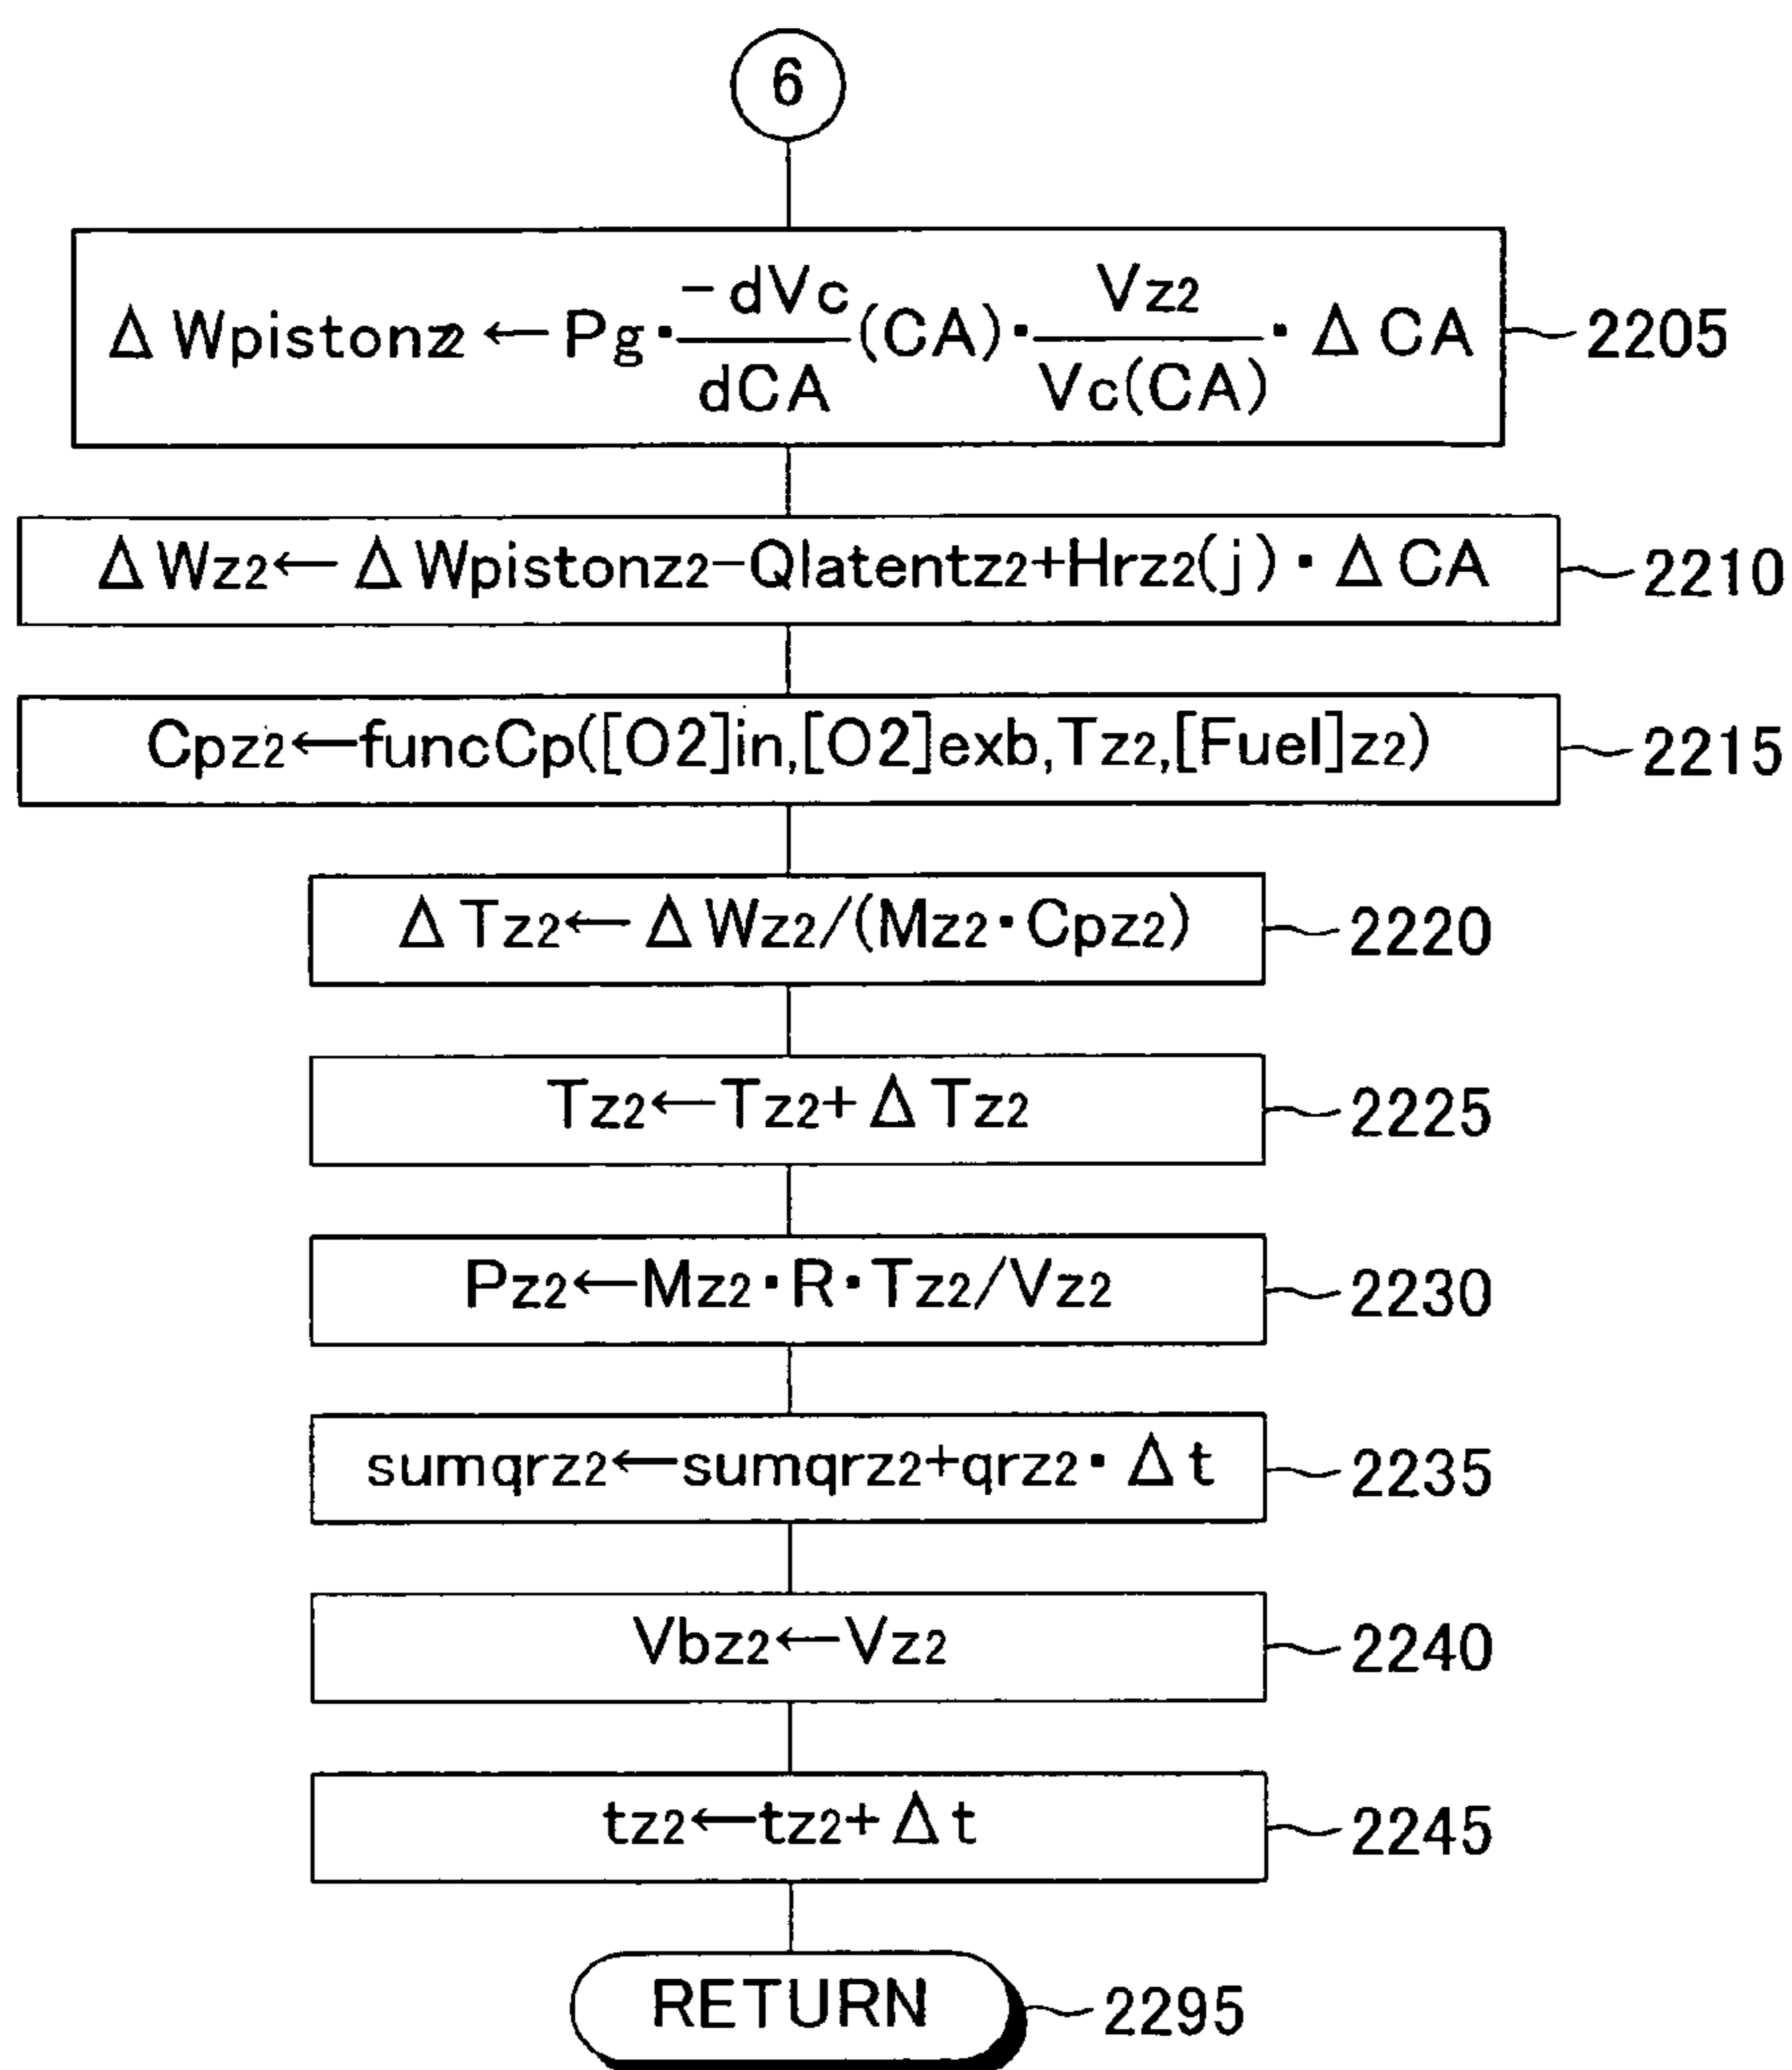 6
ΔWpistonz2←Pg·-dVc/dCA(CA)·Vz2/Vc(CA)·ΔCA 2205
ΔWz2←ΔWpistonz2-Qlatentz2+Hrz2(j)·ΔCA 2210
Cpz2←funcCp([O2]in,[O2]exb,Tz2,[Fuel]z2) 2215
ΔTz2←ΔWz2/(Mz2·Cpz2) 2220
Tz2←Tz2+ΔTz2 2225
Pz2←Mz2·R·Tz2/Vz2 2230
sumqrz2←sumqrz2+qrz2·Δt 2235
Vbz2←Vz2 2240
tz2←tz2+Δt 2245
RETURN 2295